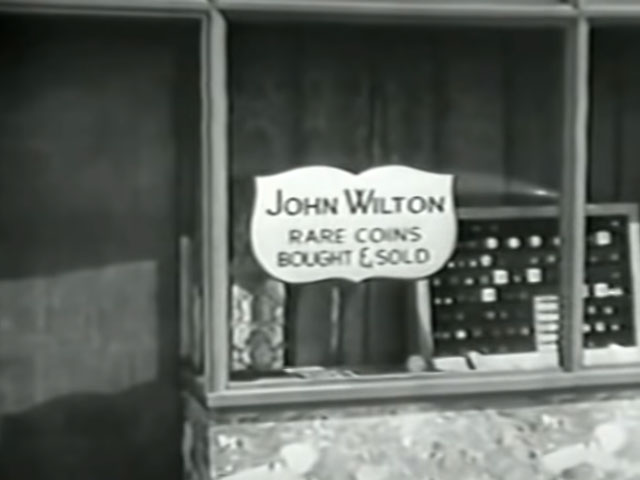 JOHN WILTON
RARE COINS
BOUGHT & SOLD